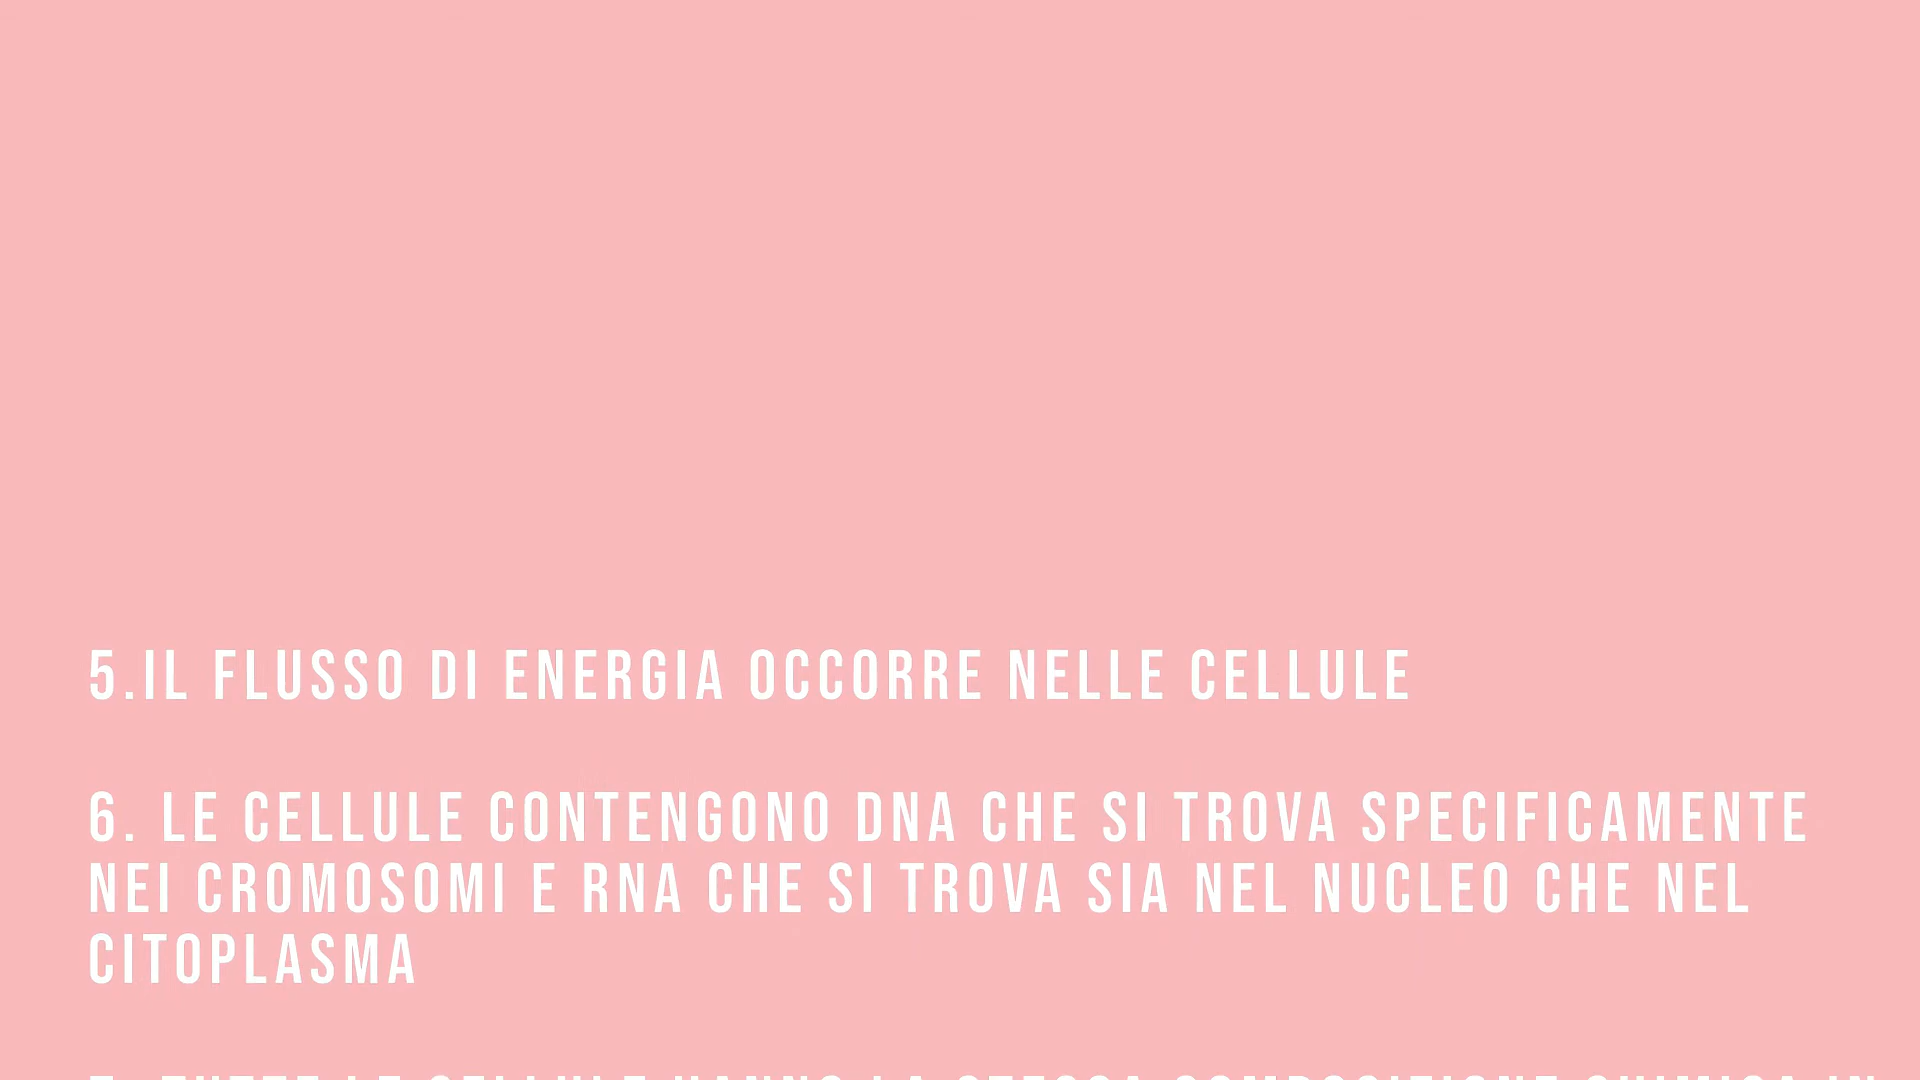 5.IL FLUSSO DI ENERGIA OCCORRE NELLE CELLULE
6. LE CELLULE CONTENGONO DNA CHE SI TROVA SPECIFICAMENTE
NEI CROMOSOMI E RNA CHE SI TROVA SIA NEL NUCLEO CHE NEL
CITOPLASMA